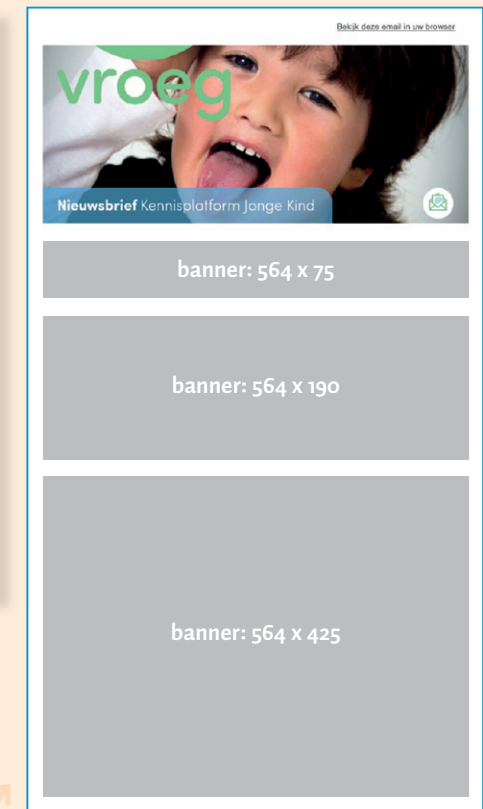 Bekijk deze email in uw browser
vroeg
Nieuwsbrief Kennisplatform Jonge Kind
banner: 564 x 75
banner: 564 x 190
banner: 564 x 425